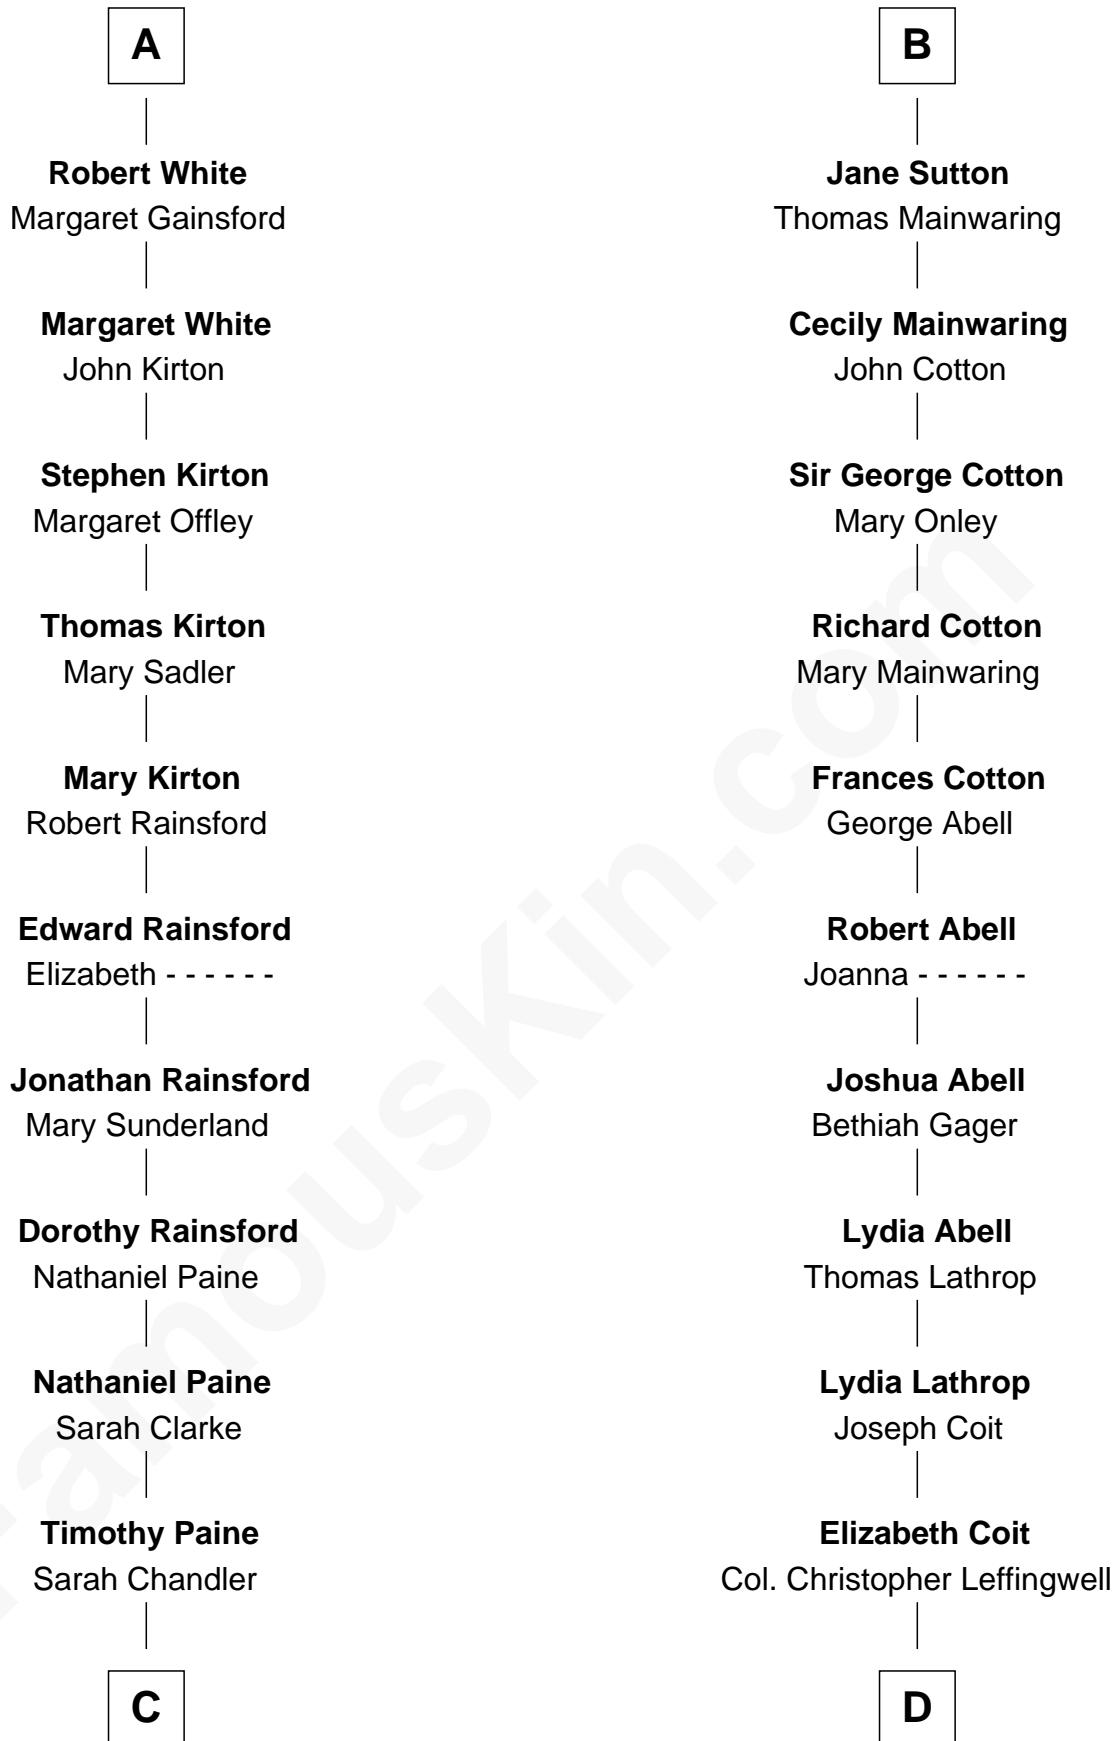 A
Robert White
Margaret Gainsford
Margaret White
John Kirton
Stephen Kirton
Margaret Offley
Thomas Kirton
Mary Sadler
Mary Kirton
Robert Rainsford
Edward Rainsford
Elizabeth - - - - - -
Jonathan Rainsford
Mary Sunderland
Dorothy Rainsford
Nathaniel Paine
Nathaniel Paine
Sarah Clarke
Timothy Paine
Sarah Chandler
C
B
Jane Sutton
Thomas Mainwaring
Cecily Mainwaring
John Cotton
Sir George Cotton
Mary Onley
Richard Cotton
Mary Mainwaring
Frances Cotton
George Abell
Robert Abell
Joanna - - - - - -
Joshua Abell
Bethiah Gager
Lydia Abell
Thomas Lathrop
Lydia Lathrop
Joseph Coit
Elizabeth Coit
Col. Christopher Leffingwell
D
FamousKin.com